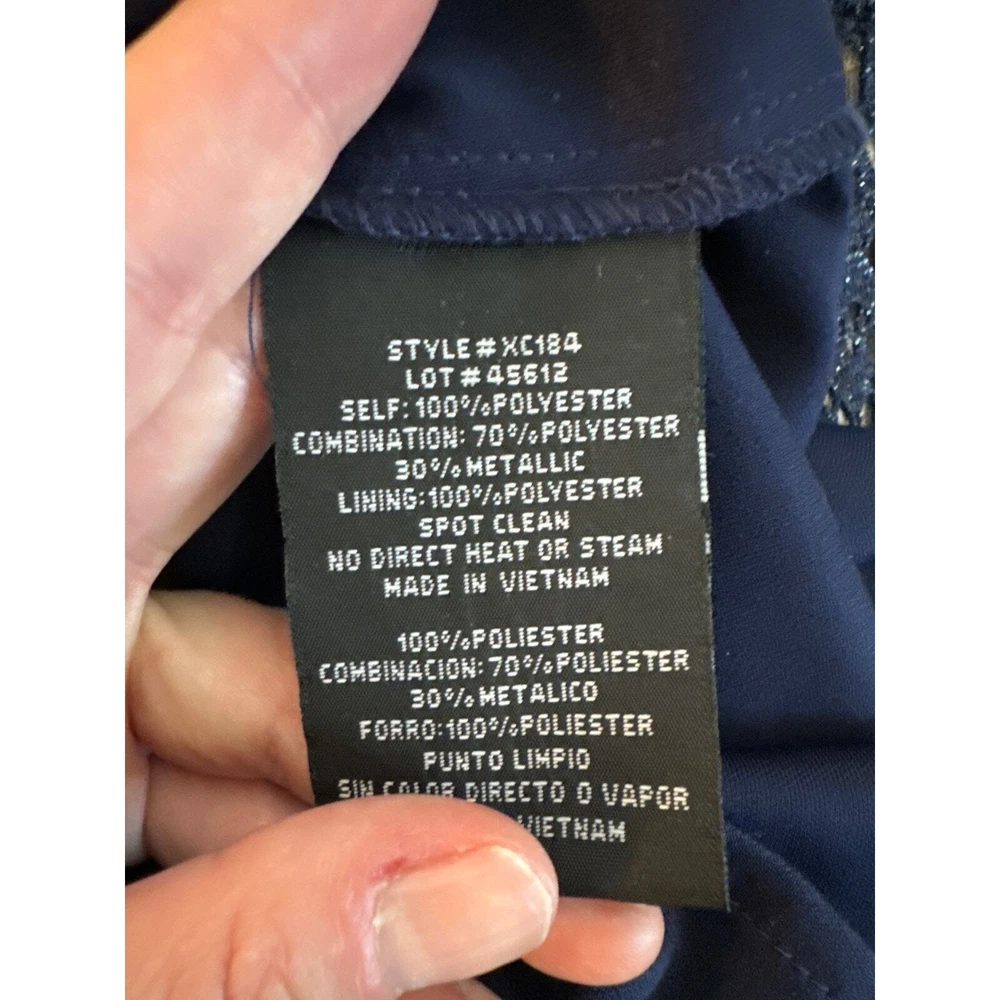 STYLE# XC184
LOT #45612
SELF: 100%POLYESTER
COMBINATION: 70%POLYESTER
30%METALLIC
LINING:100%POLYESTER
SPOT CLEAN
NO DIRECT HEAT OR STEAM
MADE IN VIETNAM
100%POLIESTER
COMBINACION: 70%POLIESTER
30%METALICO
FORRO:100%POLIESTER
PUNTO LIMPIO
SIN CALOR DIRECTO O VAPOR
VIETNAM